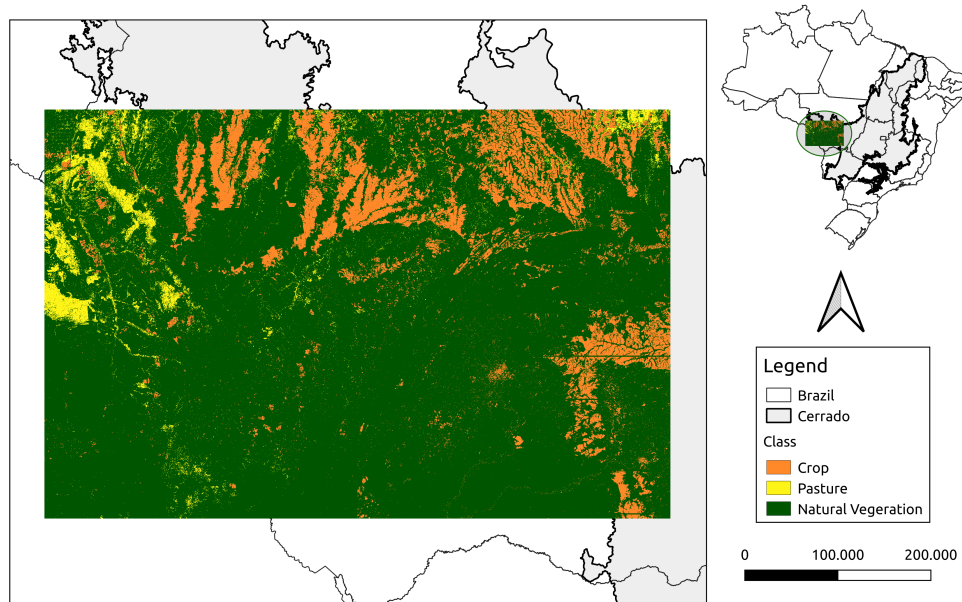 Legend
Brazil
Cerrado
Class
Crop
Pasture
Natural Vegeration
0 100.000 200.000